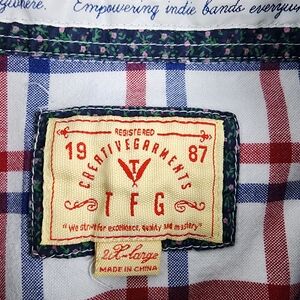 ywhere. Empowering indie bands everyw
REGISTERED
19 87
CREATIVEGARMENTS
T
TFG
"We strive for excellence, quality and mastery"
2X-large
MADE IN CHINA